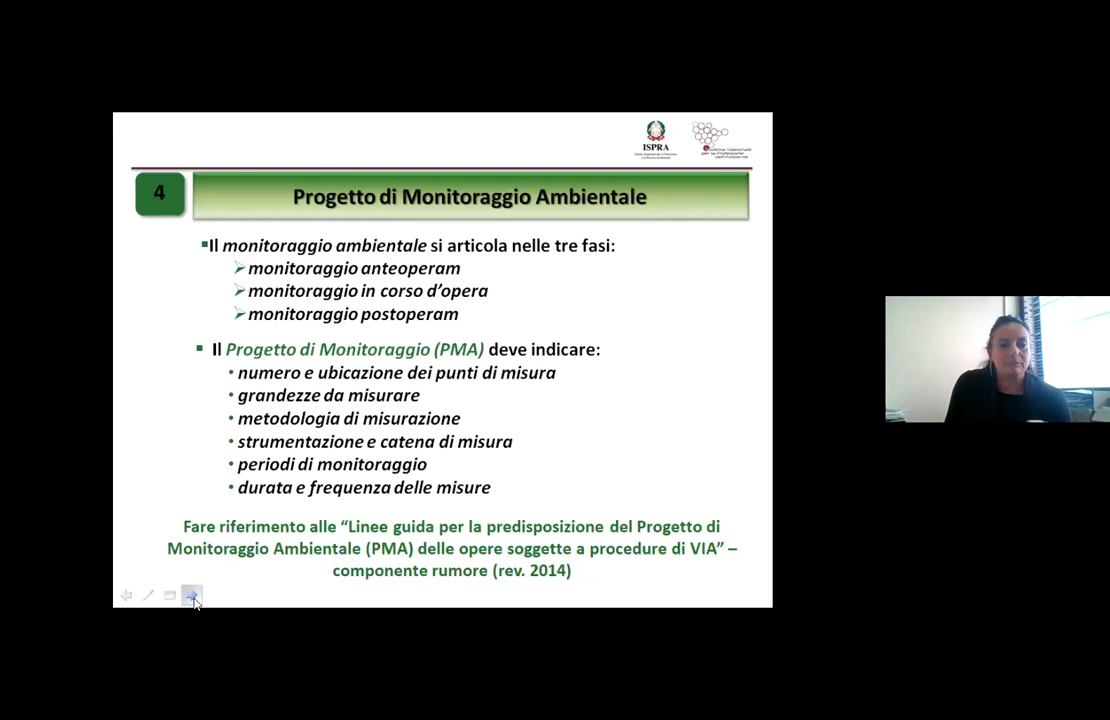 ISPRA
4
Progetto di Monitoraggio Ambientale
Il monitoraggio ambientale si articola nelle tre fasi:
monitoraggio anteoperam
monitoraggio in corso d’opera
monitoraggio postoperam
Il Progetto di Monitoraggio (PMA) deve indicare:
numero e ubicazione dei punti di misura
grandezze da misurare
metodologia di misurazione
strumentazione e catena di misura
periodi di monitoraggio
durata e frequenza delle misure
Fare riferimento alle “Linee guida per la predisposizione del Progetto di
Monitoraggio Ambientale (PMA) delle opere soggette a procedure di VIA” –
componente rumore (rev. 2014)